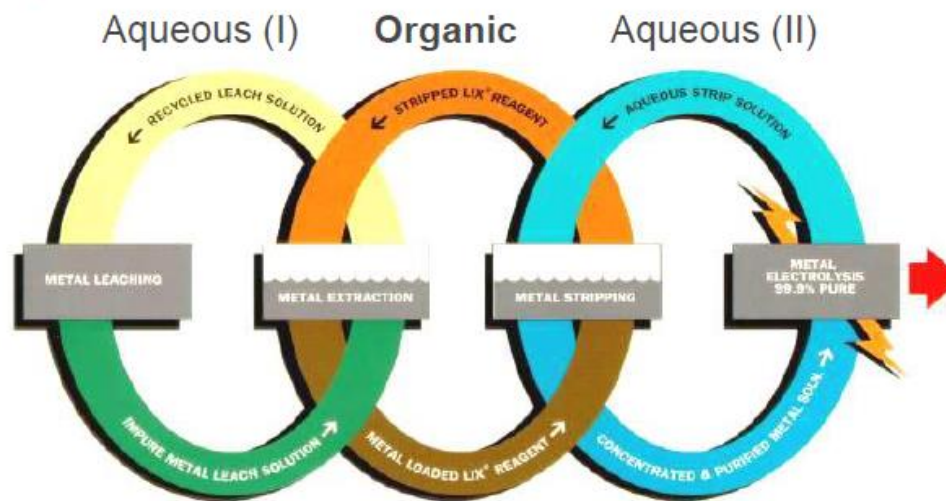 Aqueous (I) Organic Aqueous (II)
← RECYCLED LEACH SOLUTION
← STRIPPED LIX® REAGENT
← AQUEOUS STRIP SOLUTION
METAL LEACHING
METAL EXTRACTION
METAL STRIPPING
METAL
ELECTROLYSIS
99.9% PURE
IMPURE METAL LEACH SOLUTION →
METAL LOADED LIX® REAGENT →
CONCENTRATED & PURIFIED METAL SOLN. →